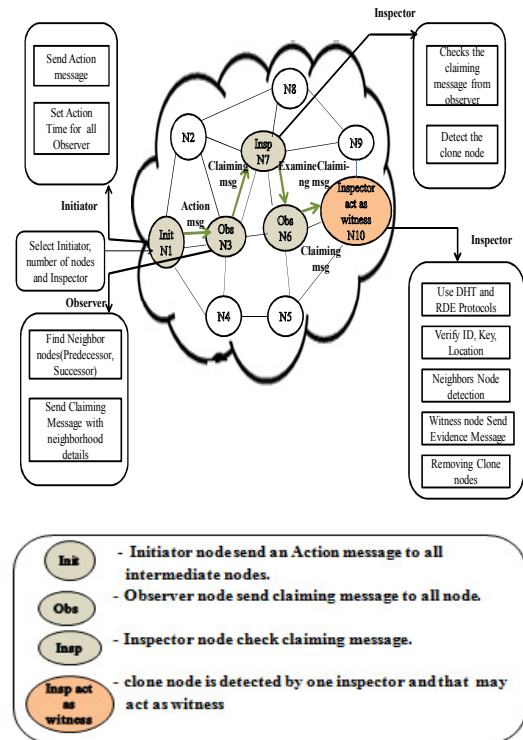 Inspector
Send Action
message
Set Action
Time for all
Observer
Initiator
Select Initiator,
number of nodes
and Inspector
Observer
Find Neighbor
nodes(Predecessor,
Successor)
Send Claiming
Message with
neighborhood
details
N8
N2
Insp
N7
N9
Claiming
msg
ExamineClaimi-
ng msg
Action
msg
Init
N1
Obs
N3
Obs
N6
Inspector
act as
witness
N10
Claiming
msg
N4
N5
Checks the
claiming
message from
observer
Detect the
clone node
Inspector
Use DHT and
RDE Protocols
Verify ID, Key,
Location
Neighbors Node
detection
Witness node Send
Evidence Message
Removing Clone
nodes
Init
- Initiator node send an Action message to all
intermediate nodes.
Obs
- Observer node send claiming message to all node.
Insp
- Inspector node check claiming message.
Insp act
as
witness
- clone node is detected by one inspector and that may
act as witness